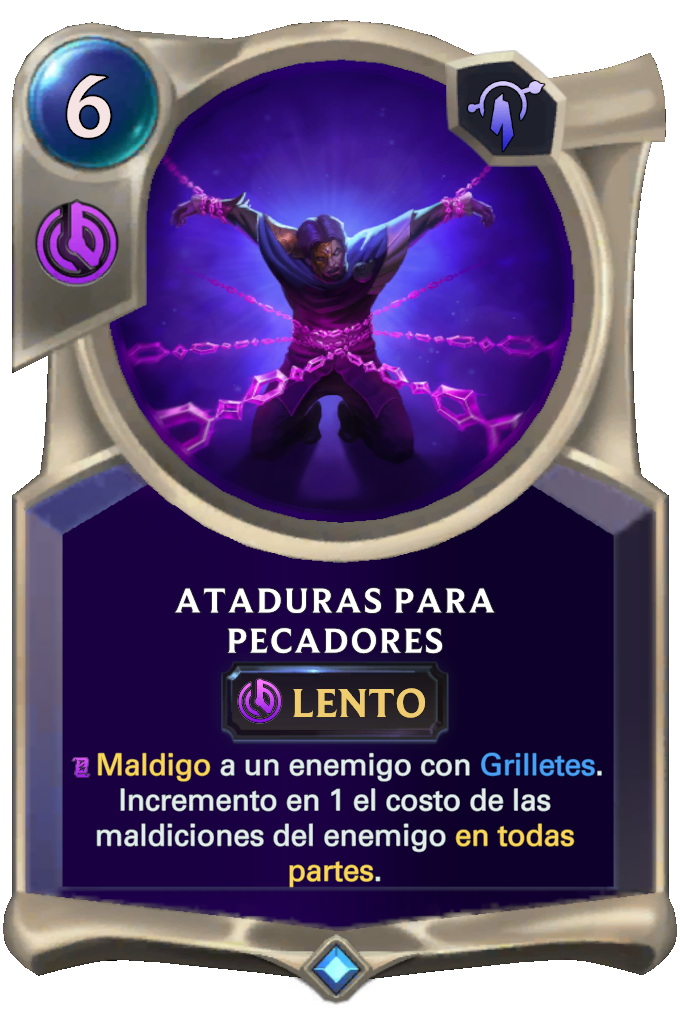 6
ATADURAS PARA
PECADORES
LENTO
Maldigo a un enemigo con Grilletes.
Incremento en 1 el costo de las
maldiciones del enemigo en todas
partes.